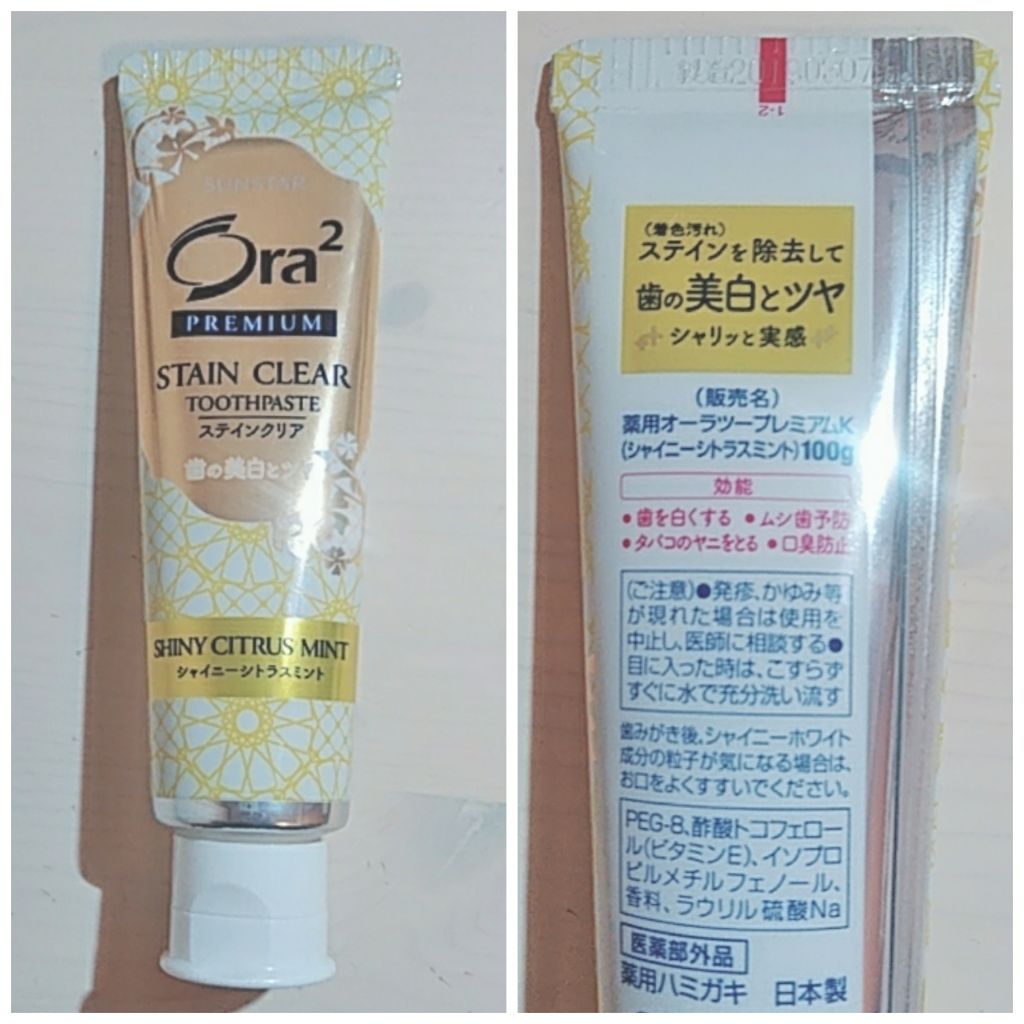 SUNSTAR
Ora²
PREMIUM
STAIN CLEAR
TOOTHPASTE
ステインクリア
歯の美白とツヤ
SHINY CITRUS MINT
シャイニーシトラスミント
1-2
(着色汚れ)
ステインを除去して
歯の美白とツヤ
シャリッと実感
(販売名)
薬用オーラツープレミアムK
(シャイニーシトラスミント)100g
効能
●歯を白くする ●ムシ歯予防
●タバコのヤニをとる ●口臭防止
(ご注意)●発疹、かゆみ等
が現れた場合は使用を
中止し、医師に相談する●
目に入った時は、こすらず
すぐに水で充分洗い流す
歯みがき後、シャイニーホワイト
成分の粒子が気になる場合は、
お口をよくすすいでください。
PEG-8、酢酸トコフェロー
ル(ビタミンE)、イソプロ
ピルメチルフェノール、
香料、ラウリル硫酸Na
医薬部外品
薬用ハミガキ 日本製